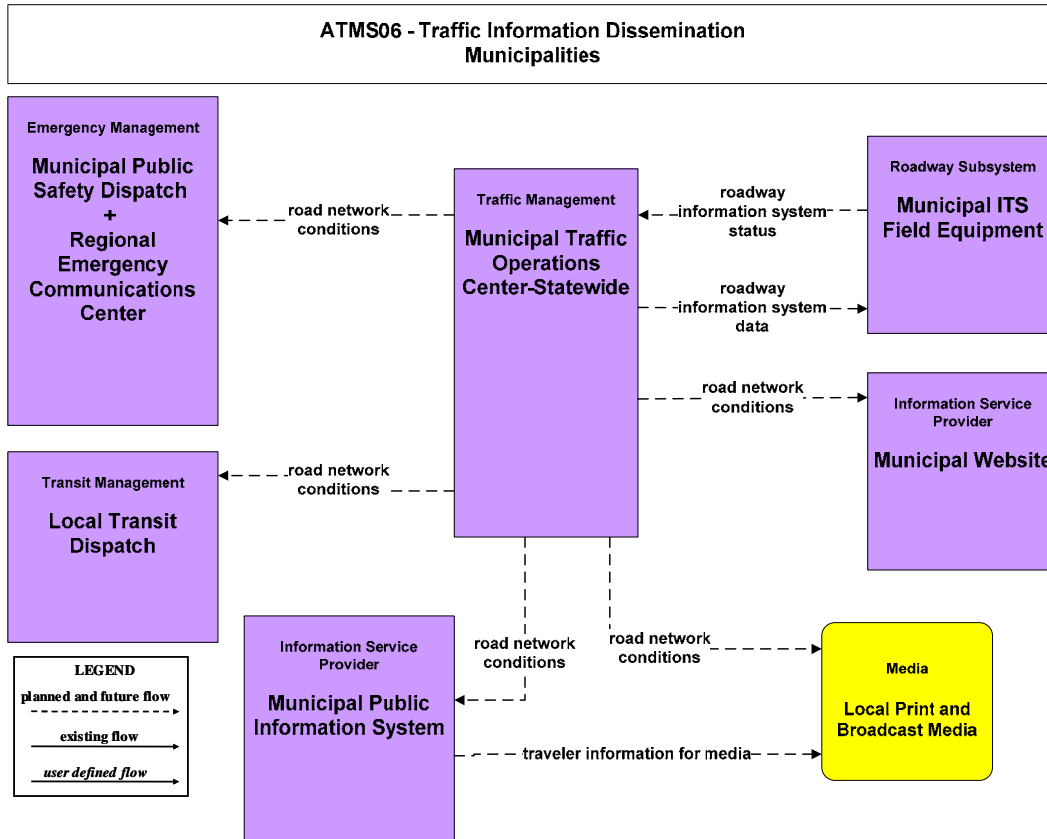 ATMS06 - Traffic Information Dissemination
Municipalities
Emergency Management
Municipal Public
Safety Dispatch
+
Regional
Emergency
Communications
Center
road network
conditions
Traffic Management
Municipal Traffic
Operations
Center-Statewide
roadway
information system
status
roadway
information system
data
Roadway Subsystem
Municipal ITS
Field Equipment
road network
conditions
Information Service
Provider
Municipal Website
Transit Management
Local Transit
Dispatch
road network
conditions
road network
conditions
road network
conditions
Information Service
Provider
Municipal Public
Information System
traveler information for media
Media
Local Print and
Broadcast Media
LEGEND
planned and future flow
existing flow
user defined flow